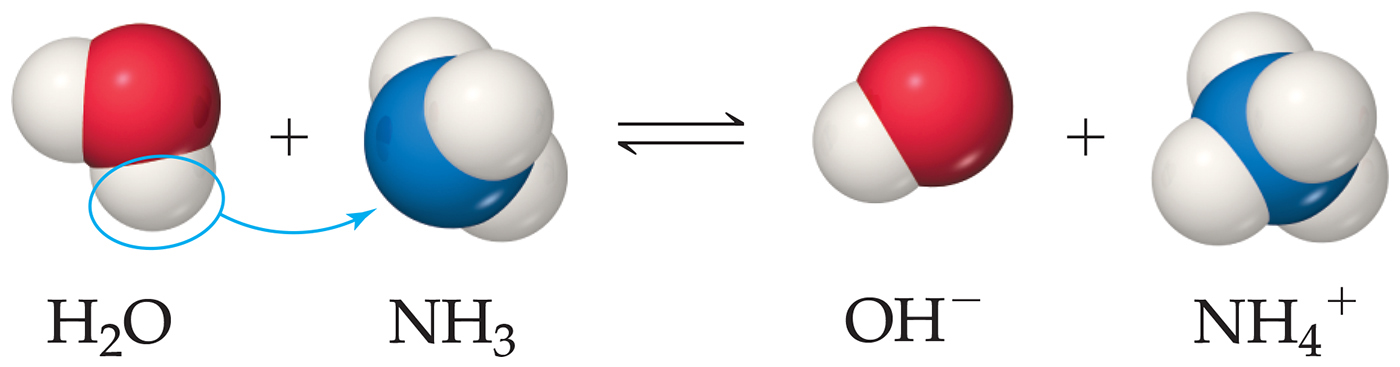 + ⇌ +
H₂O NH₃ OH⁻ NH₄⁺